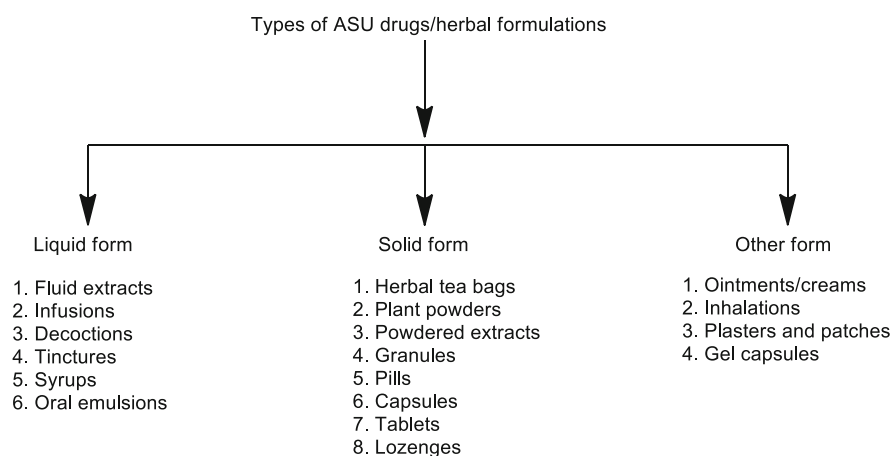 Types of ASU drugs/herbal formulations
Liquid form
1. Fluid extracts
2. Infusions
3. Decoctions
4. Tinctures
5. Syrups
6. Oral emulsions
Solid form
1. Herbal tea bags
2. Plant powders
3. Powdered extracts
4. Granules
5. Pills
6. Capsules
7. Tablets
8. Lozenges
Other form
1. Ointments/creams
2. Inhalations
3. Plasters and patches
4. Gel capsules